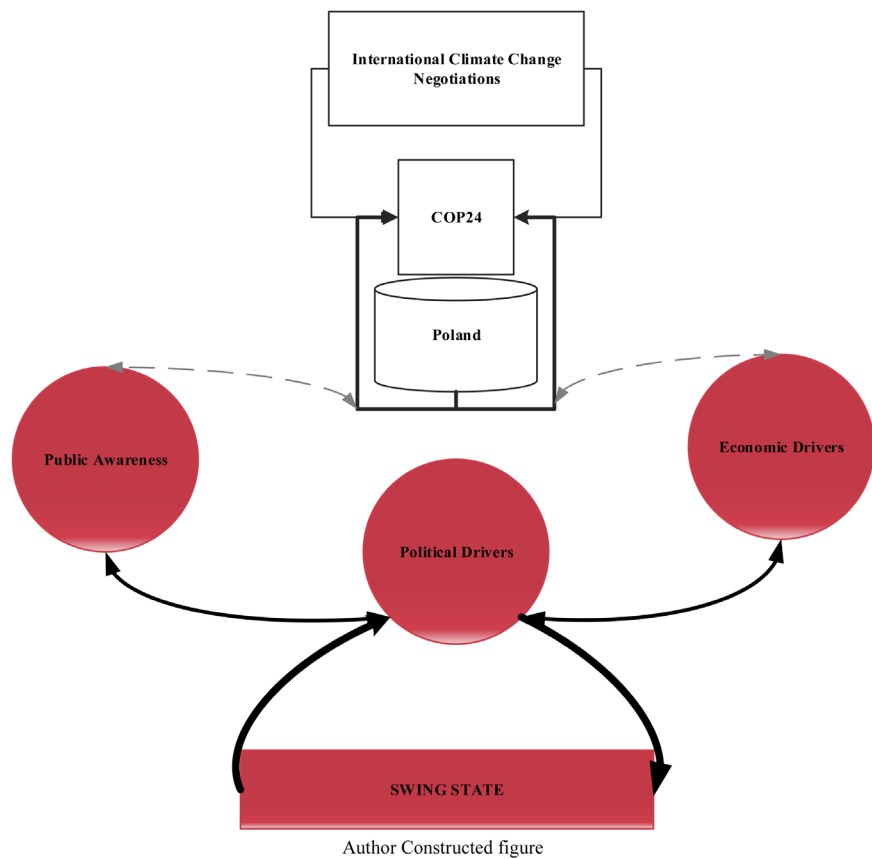 International Climate Change
Negotiations
COP24
Poland
Public Awareness
Economic Drivers
Political Drivers
SWING STATE
Author Constructed figure